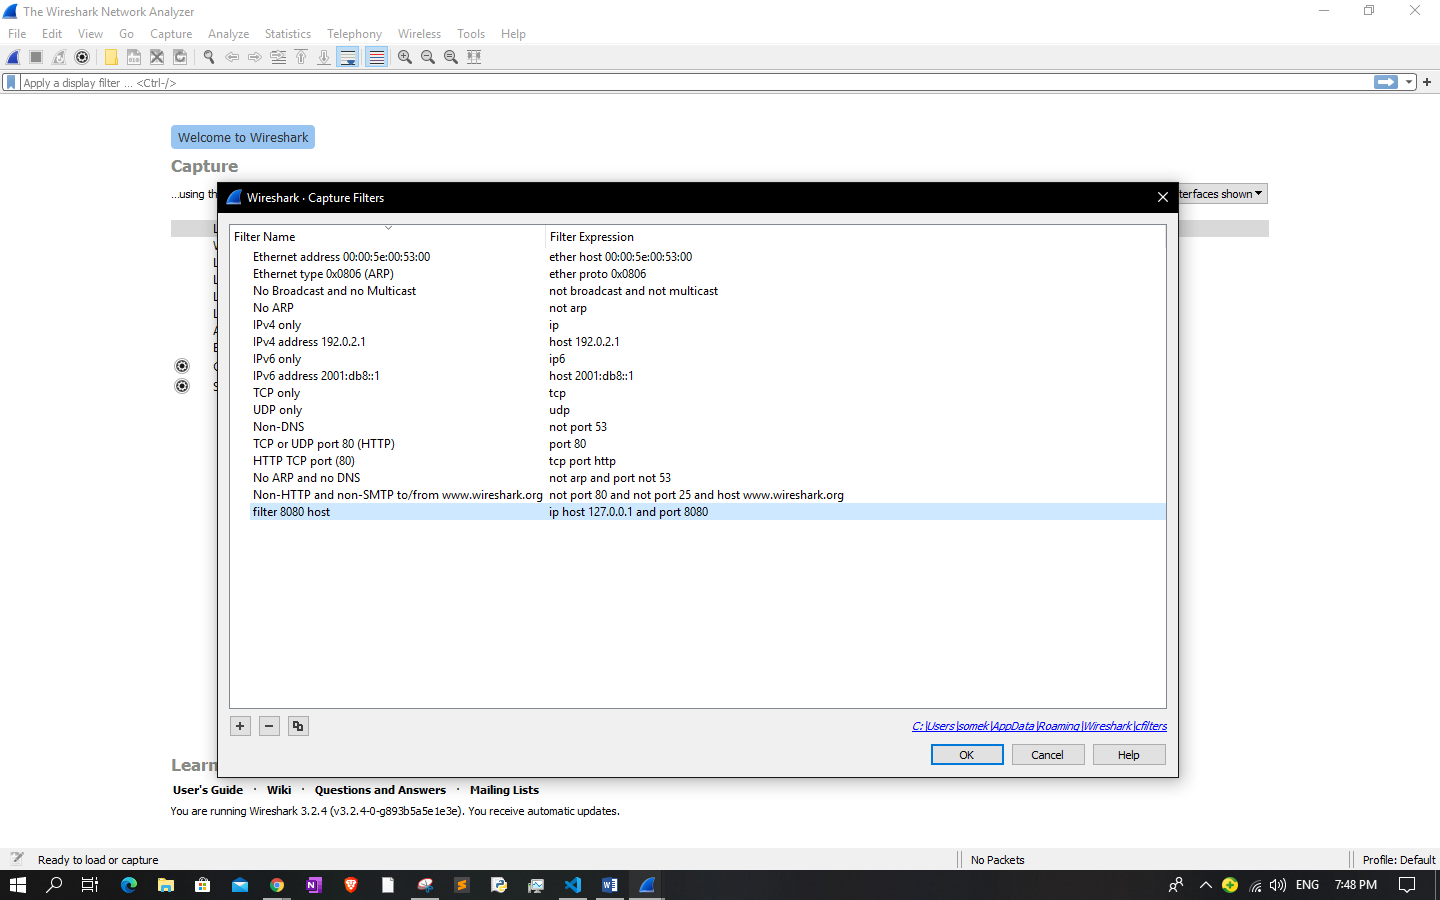 The Wireshark Network Analyzer
File Edit View Go Capture Analyze Statistics Telephony Wireless Tools Help
Apply a display filter ... <Ctrl-/>
Welcome to Wireshark
Capture
...using th
terfaces shown
Wireshark · Capture Filters
Filter Name Filter Expression
Ethernet address 00:00:5e:00:53:00 ether host 00:00:5e:00:53:00
Ethernet type 0x0806 (ARP) ether proto 0x0806
No Broadcast and no Multicast not broadcast and not multicast
No ARP not arp
IPv4 only ip
IPv4 address 192.0.2.1 host 192.0.2.1
IPv6 only ip6
IPv6 address 2001:db8::1 host 2001:db8::1
TCP only tcp
UDP only udp
Non-DNS not port 53
TCP or UDP port 80 (HTTP) port 80
HTTP TCP port (80) tcp port http
No ARP and no DNS not arp and port not 53
Non-HTTP and non-SMTP to/from www.wireshark.org not port 80 and not port 25 and host www.wireshark.org
filter 8080 host ip host 127.0.0.1 and port 8080
C:\Users\somek\AppData\Roaming\Wireshark\cfilters
OK Cancel Help
Learn
User's Guide · Wiki · Questions and Answers · Mailing Lists
You are running Wireshark 3.2.4 (v3.2.4-0-g893b5a5e1e3e). You receive automatic updates.
Ready to load or capture No Packets Profile: Default
ENG 7:48 PM